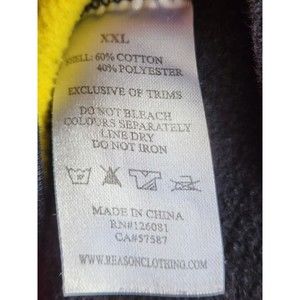 XXL
SHELL: 60% COTTON
40% POLYESTER
EXCLUSIVE OF TRIMS
DO NOT BLEACH
COLOURS SEPARATELY
LINE DRY
DO NOT IRON
MADE IN CHINA
RN#126081
CA#57587
WWW.REASONCLOTHING.COM